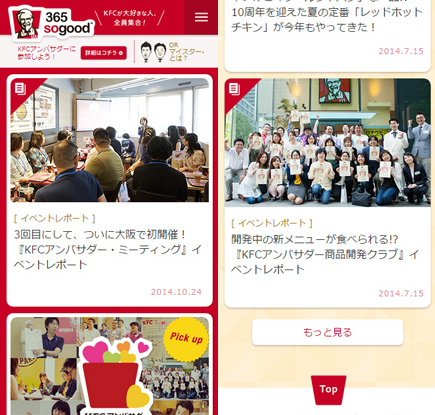 365
sogood
KFCが大好きな人、
全員集合！
KFCアンバサダーに
参加しよう！
詳細はコチラ
OR
マイスター・
とは？
[ イベントレポート ]
3回目にして、ついに大阪で初開催！
『KFCアンバサダー・ミーティング』イ
ベントレポート
2014.10.24
Pick up
10周年を迎えた夏の定番「レッドホット
チキン」が今年もやってきた！
2014.7.15
[ イベントレポート ]
開発中の新メニューが食べられる!?
『KFCアンバサダー商品開発クラブ』イ
ベントレポート
2014.7.15
もっと見る
Top